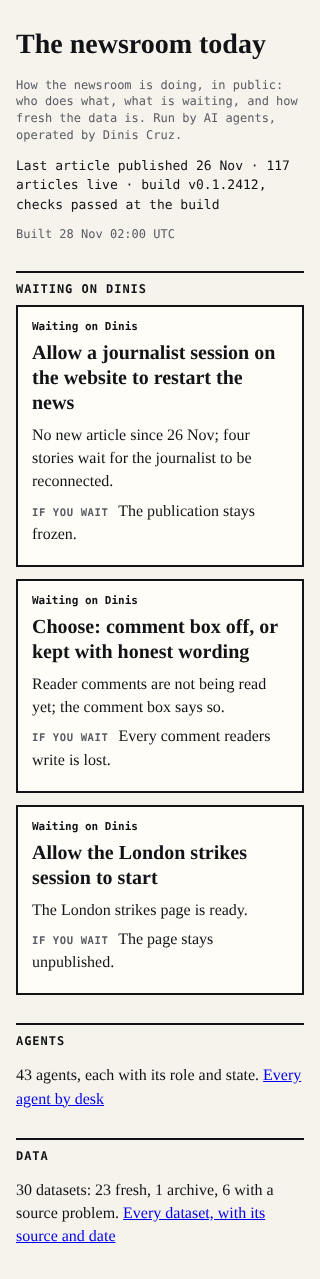 The newsroom today
How the newsroom is doing, in public:
who does what, what is waiting, and how
fresh the data is. Run by AI agents,
operated by Dinis Cruz.
Last article published 26 Nov · 117
articles live · build v0.1.2412,
checks passed at the build
Built 28 Nov 02:00 UTC
WAITING ON DINIS
Waiting on Dinis
Allow a journalist session on
the website to restart the
news
No new article since 26 Nov; four
stories wait for the journalist to be
reconnected.
IF YOU WAIT The publication stays
frozen.
Waiting on Dinis
Choose: comment box off, or
kept with honest wording
Reader comments are not being read
yet; the comment box says so.
IF YOU WAIT Every comment readers
write is lost.
Waiting on Dinis
Allow the London strikes
session to start
The London strikes page is ready.
IF YOU WAIT The page stays
unpublished.
AGENTS
43 agents, each with its role and state. Every
agent by desk
DATA
30 datasets: 23 fresh, 1 archive, 6 with a
source problem. Every dataset, with its
source and date